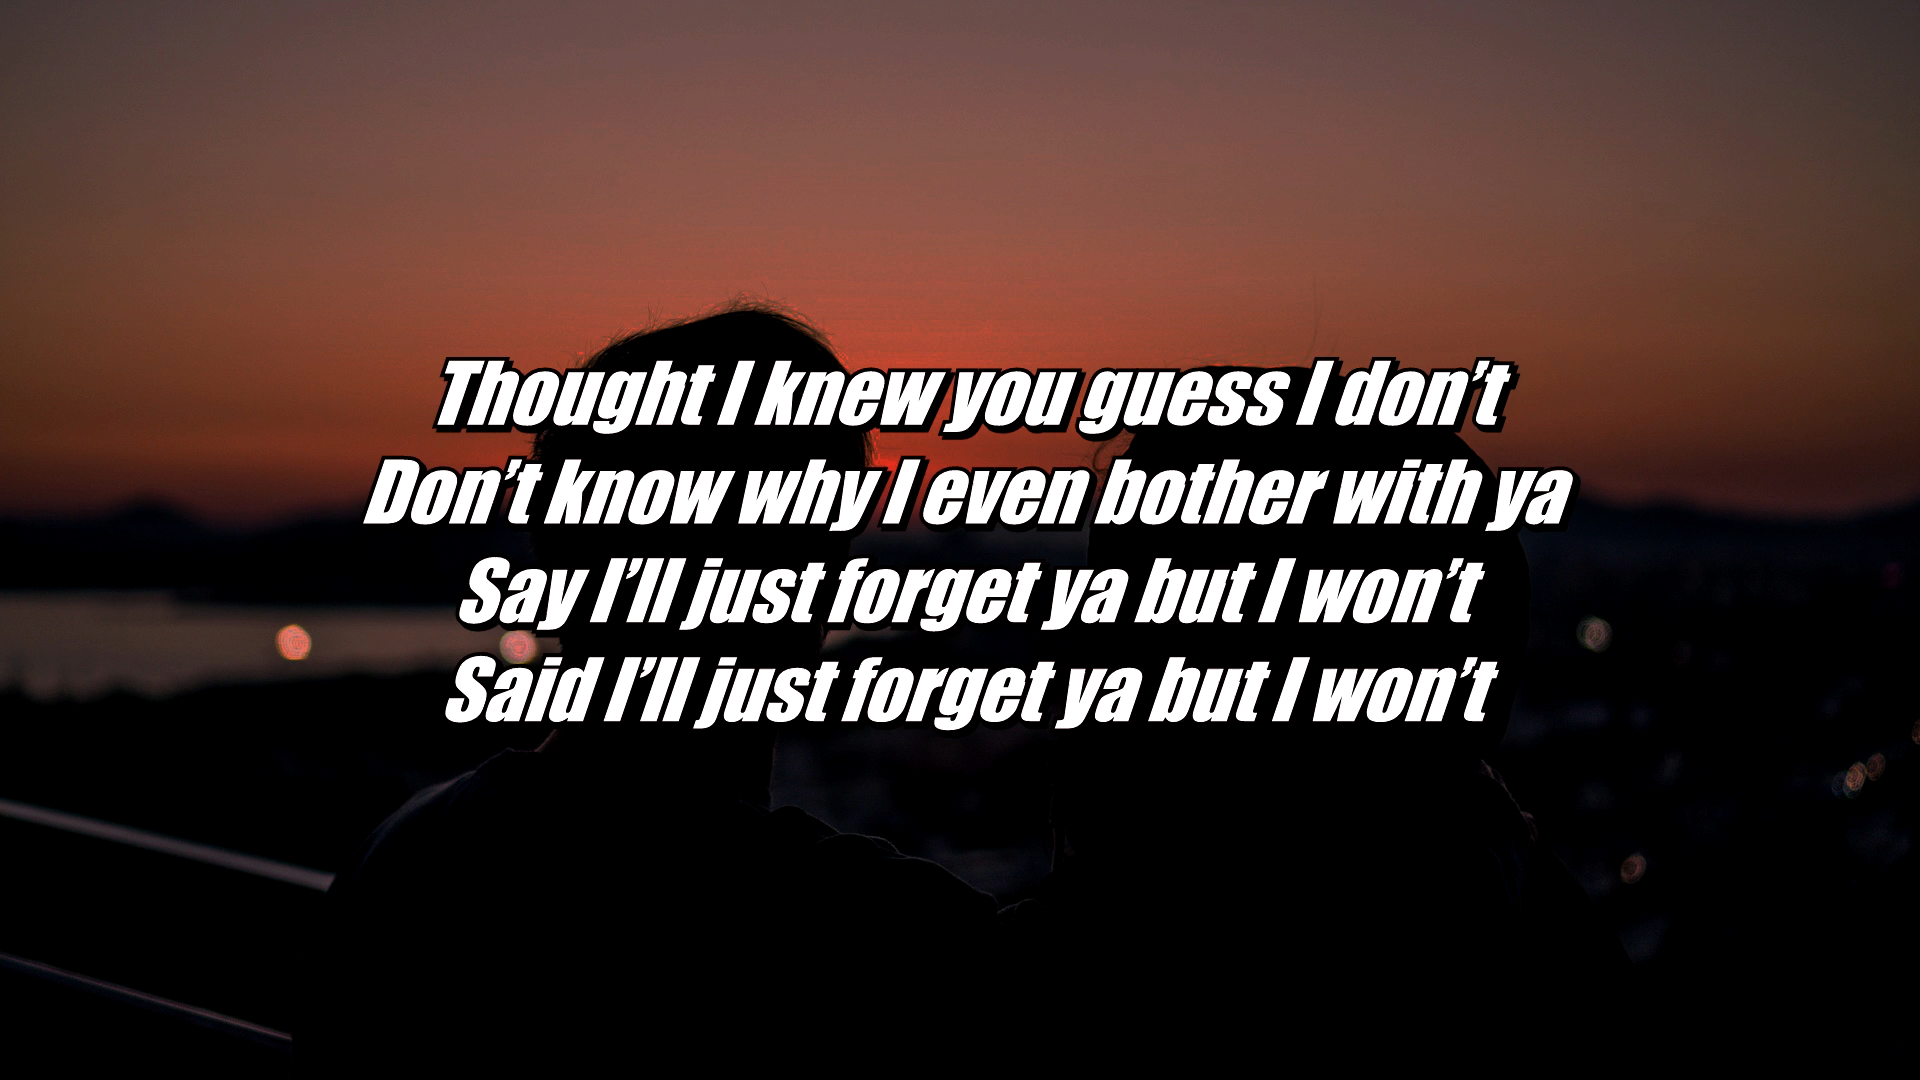 Thought I knew you guess I don’t
Don’t know why I even bother with ya
Say I’ll just forget ya but I won’t
Said I’ll just forget ya but I won’t